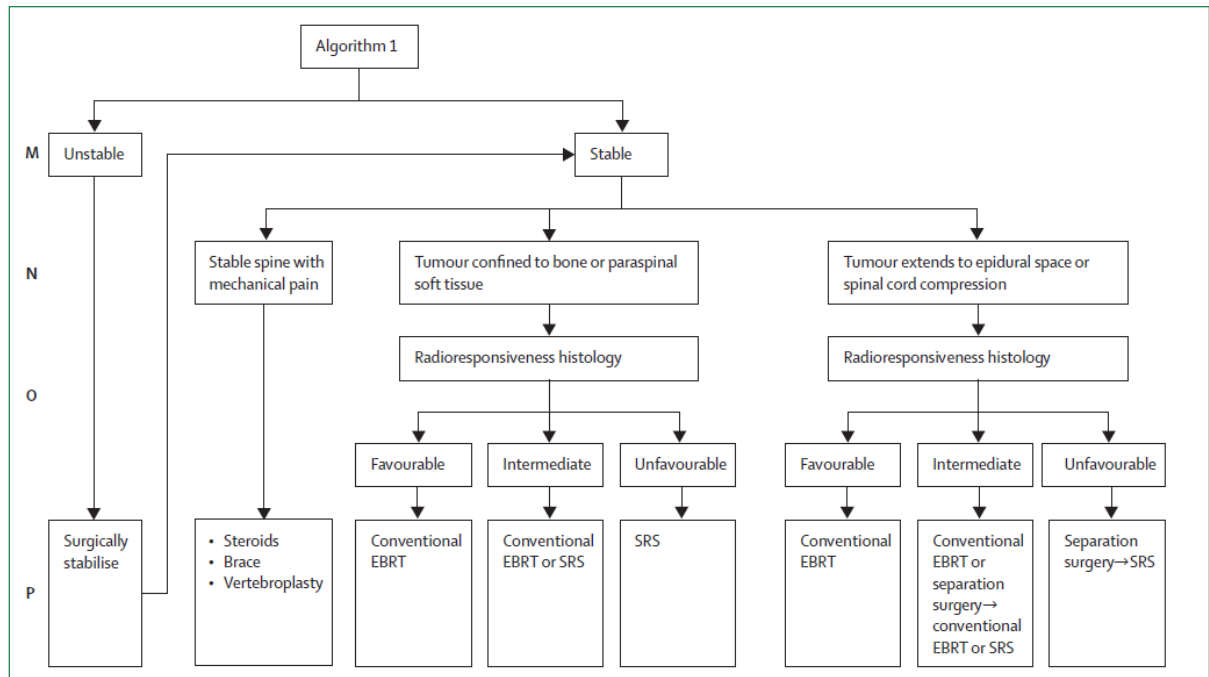 Algorithm 1
M
Unstable
Stable
N
Stable spine with
mechanical pain
Tumour confined to bone or paraspinal
soft tissue
Tumour extends to epidural space or
spinal cord compression
Radioresponsiveness histology
Radioresponsiveness histology
O
Favourable
Intermediate
Unfavourable
Favourable
Intermediate
Unfavourable
P
Surgically
stabilise
• Steroids
• Brace
• Vertebroplasty
Conventional
EBRT
Conventional
EBRT or SRS
SRS
Conventional
EBRT
Conventional
EBRT or
separation
surgery→
conventional
EBRT or SRS
Separation
surgery→SRS